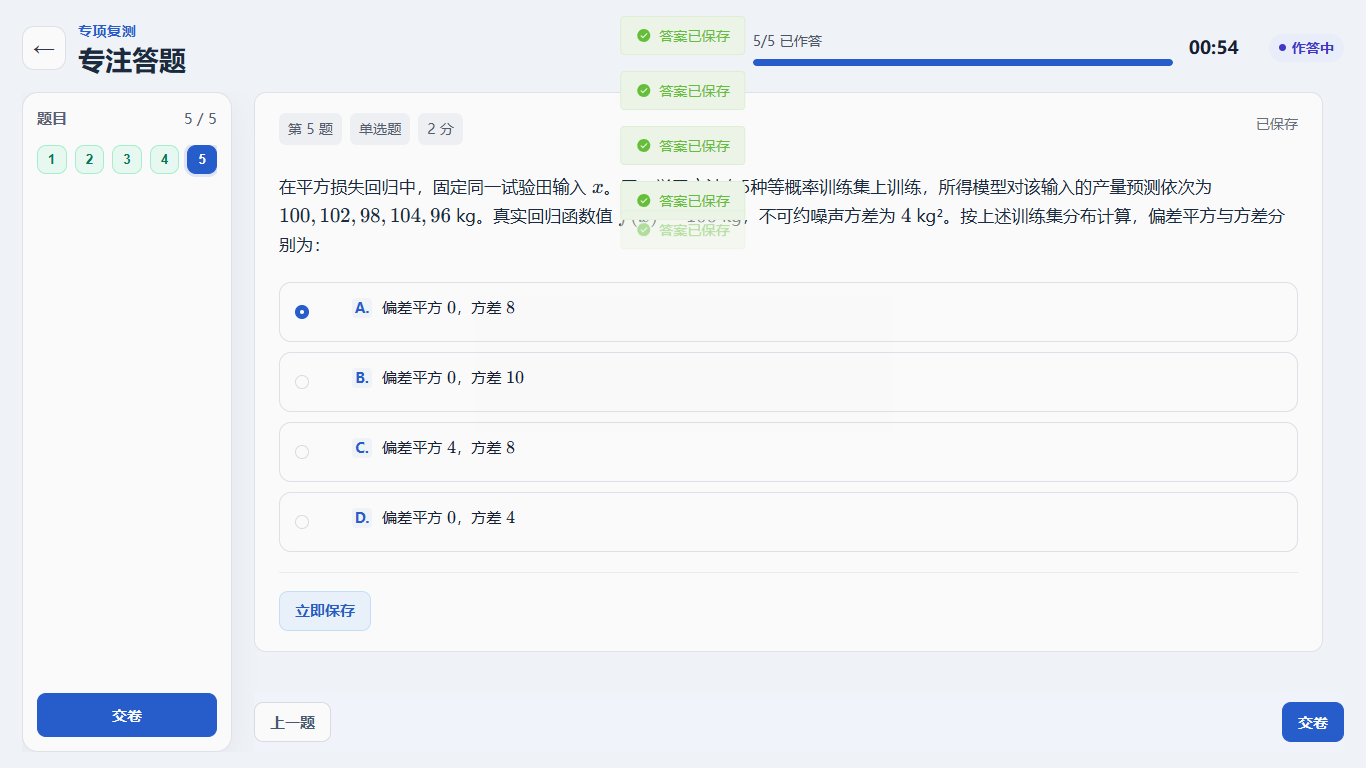 ←
专项复测
专注答题
答案已保存
5/5 已作答
00:54
作答中
答案已保存
答案已保存
答案已保存
答案已保存
题目
5 / 5
1
2
3
4
5
交卷
第 5 题
单选题
2 分
已保存
在平方损失回归中，固定同一试验田输入 x。 5种等概率训练集上训练，所得模型对该输入的产量预测依次为
100, 102, 98, 104, 96 kg。真实回归函数值 ，不可约噪声方差为 4 kg²。按上述训练集分布计算，偏差平方与方差分
别为：
A. 偏差平方 0，方差 8
B. 偏差平方 0，方差 10
C. 偏差平方 4，方差 8
D. 偏差平方 0，方差 4
立即保存
上一题
交卷